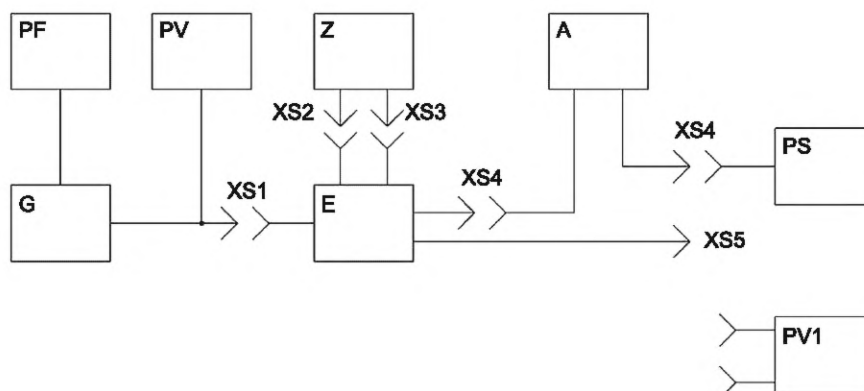 PF PV Z A
XS2 XS3
XS4 PS
XS1 XS4
G E
XS5
PV1